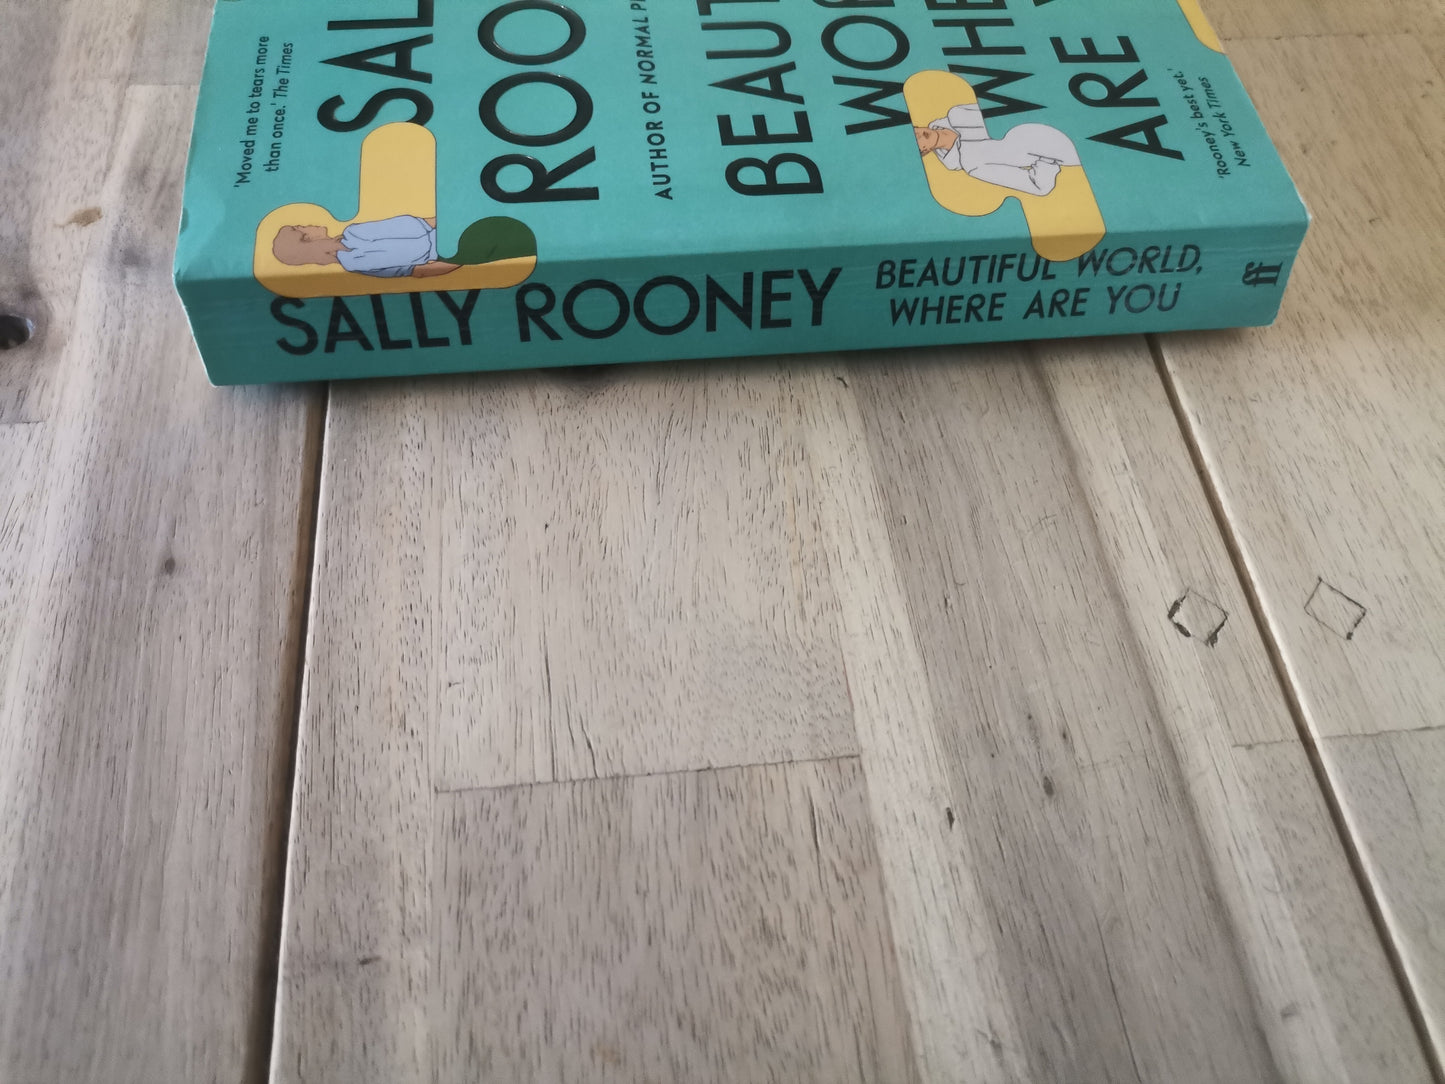 'Moved me to tears more
than once.' The Times
SAL
ROO
AUTHOR OF NORMAL P
BEAUT
WOR
WHE
ARE
'Rooney's best yet.'
New York Times
SALLY ROONEY
BEAUTIFUL WORLD,
WHERE ARE YOU
ff